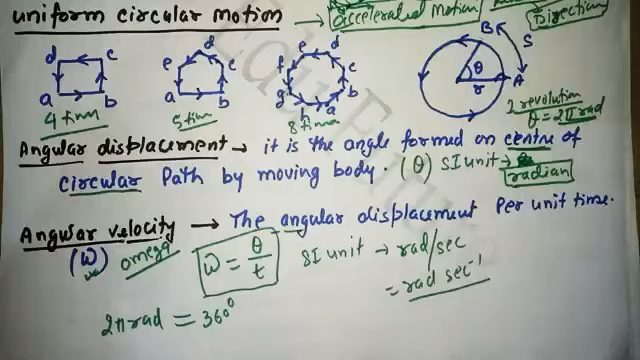 uniform circular motion → Accelerated Motion Direction
d c a b
4 time
d e c a b
5 time
e d f c g b h a
8 time
B S θ A r
2 revolution
θ = 2π rad
Angular displacement → it is the angle formed on centre of
circular Path by moving body. (θ) SI unit → radian
Angular velocity → The angular displacement Per unit time.
(W) omega W = θ/t SI unit → rad/sec
= rad sec⁻¹
2π rad = 360°